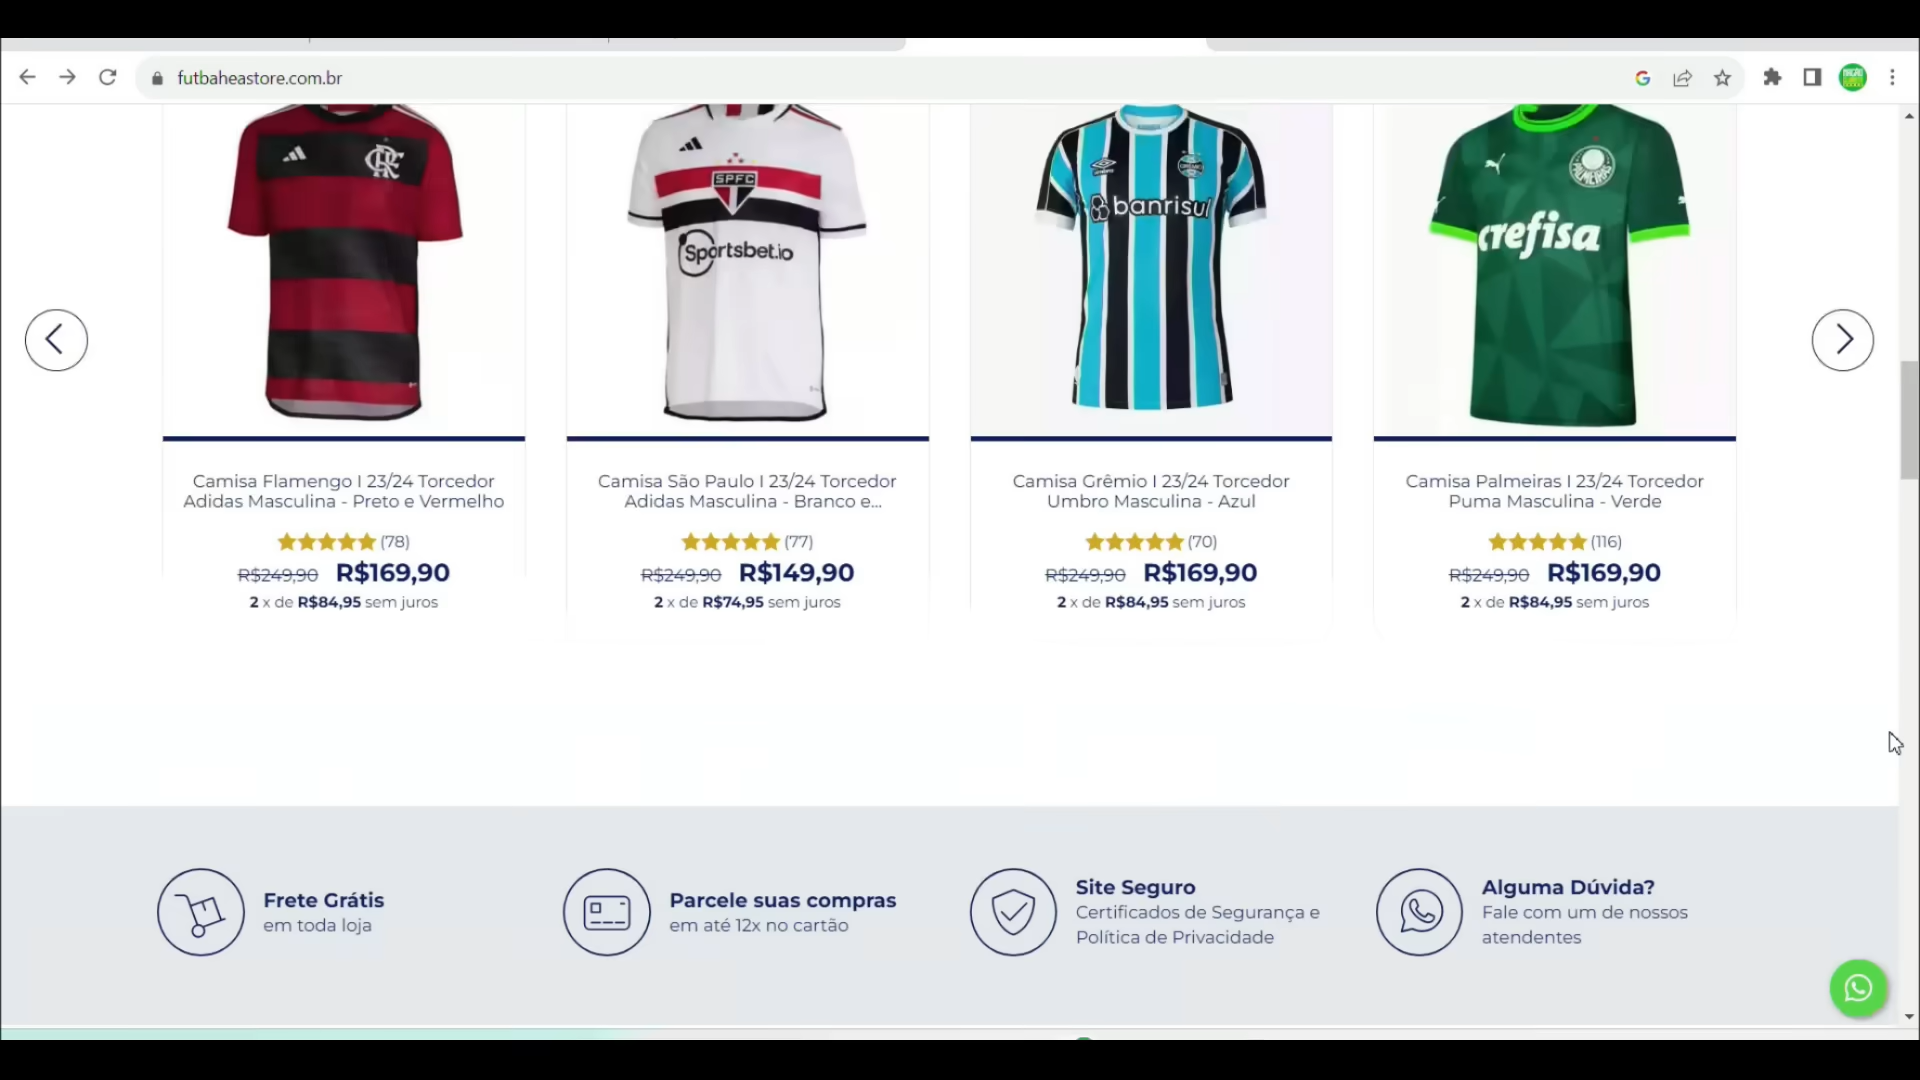 futbaheastore.com.br
SPFC
Sportsbet.io
banrisul
GRÊMIO
PALMEIRAS
crefisa
Camisa Flamengo I 23/24 Torcedor
Adidas Masculina - Preto e Vermelho
(78)
R$249,90 R$169,90
2 x de R$84,95 sem juros
Camisa São Paulo I 23/24 Torcedor
Adidas Masculina - Branco e...
(77)
R$249,90 R$149,90
2 x de R$74,95 sem juros
Camisa Grêmio I 23/24 Torcedor
Umbro Masculina - Azul
(70)
R$249,90 R$169,90
2 x de R$84,95 sem juros
Camisa Palmeiras I 23/24 Torcedor
Puma Masculina - Verde
(116)
R$249,90 R$169,90
2 x de R$84,95 sem juros
Frete Grátis
em toda loja
Parcele suas compras
em até 12x no cartão
Site Seguro
Certificados de Segurança e
Política de Privacidade
Alguma Dúvida?
Fale com um de nossos
atendentes